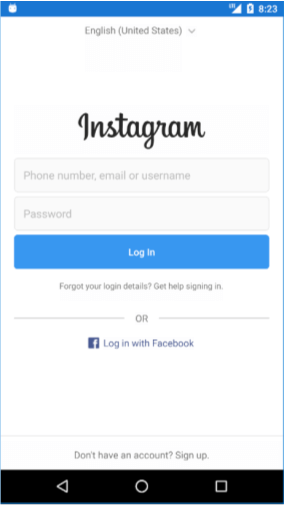 8:23
English (United States)
Instagram
Phone number, email or username
Password
Log In
Forgot your login details? Get help signing in.
OR
Log in with Facebook
Don't have an account? Sign up.